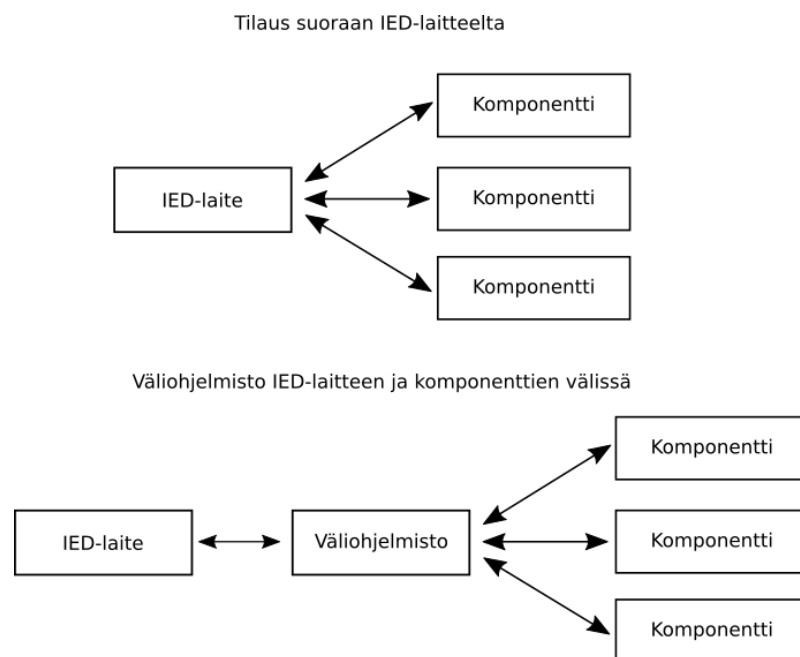 Tilaus suoraan IED-laitteelta
Komponentti
IED-laite
Komponentti
Komponentti
Väliohjelmisto IED-laitteen ja komponenttien välissä
Komponentti
IED-laite
Väliohjelmisto
Komponentti
Komponentti